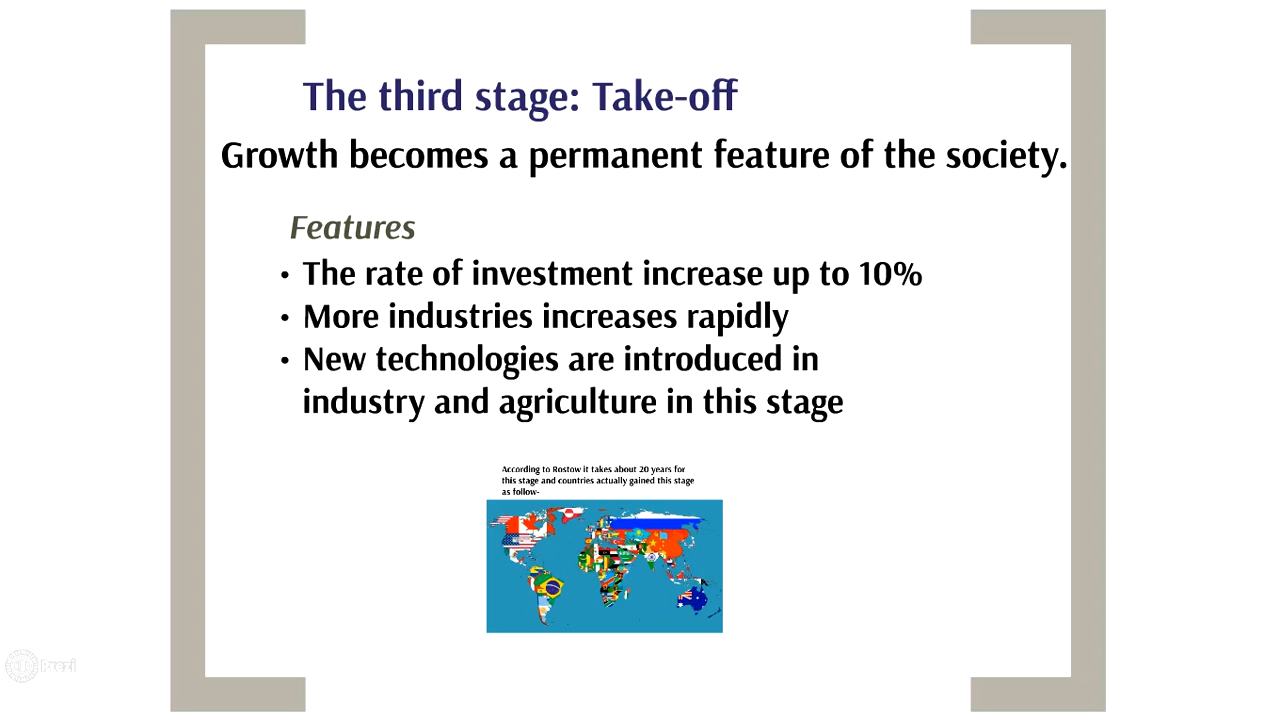 The third stage: Take-off
Growth becomes a permanent feature of the society.
Features
• The rate of investment increase up to 10%
• More industries increases rapidly
• New technologies are introduced in
industry and agriculture in this stage
According to Rostow it takes about 20 years for
this stage and countries actually gained this stage
as follow-
Prezi